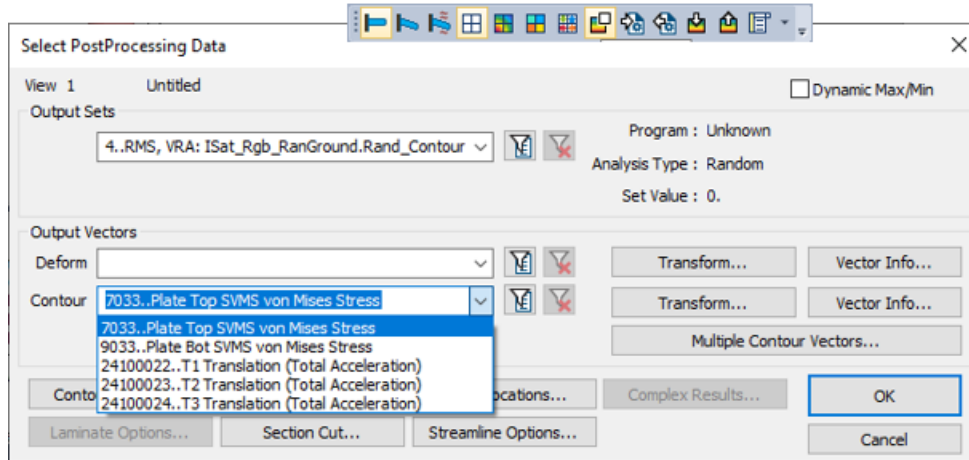 Select PostProcessing Data
View 1 Untitled
Dynamic Max/Min
Output Sets
4..RMS, VRA: ISat_Rgb_RanGround.Rand_Contour
Program : Unknown
Analysis Type : Random
Set Value : 0.
Output Vectors
Deform
Transform...
Vector Info...
Contour
7033..Plate Top SVMS von Mises Stress
Transform...
Vector Info...
7033..Plate Top SVMS von Mises Stress
9033..Plate Bot SVMS von Mises Stress
24100022..T1 Translation (Total Acceleration)
24100023..T2 Translation (Total Acceleration)
24100024..T3 Translation (Total Acceleration)
Multiple Contour Vectors...
Conto
ocations...
Complex Results...
OK
Laminate Options...
Section Cut...
Streamline Options...
Cancel